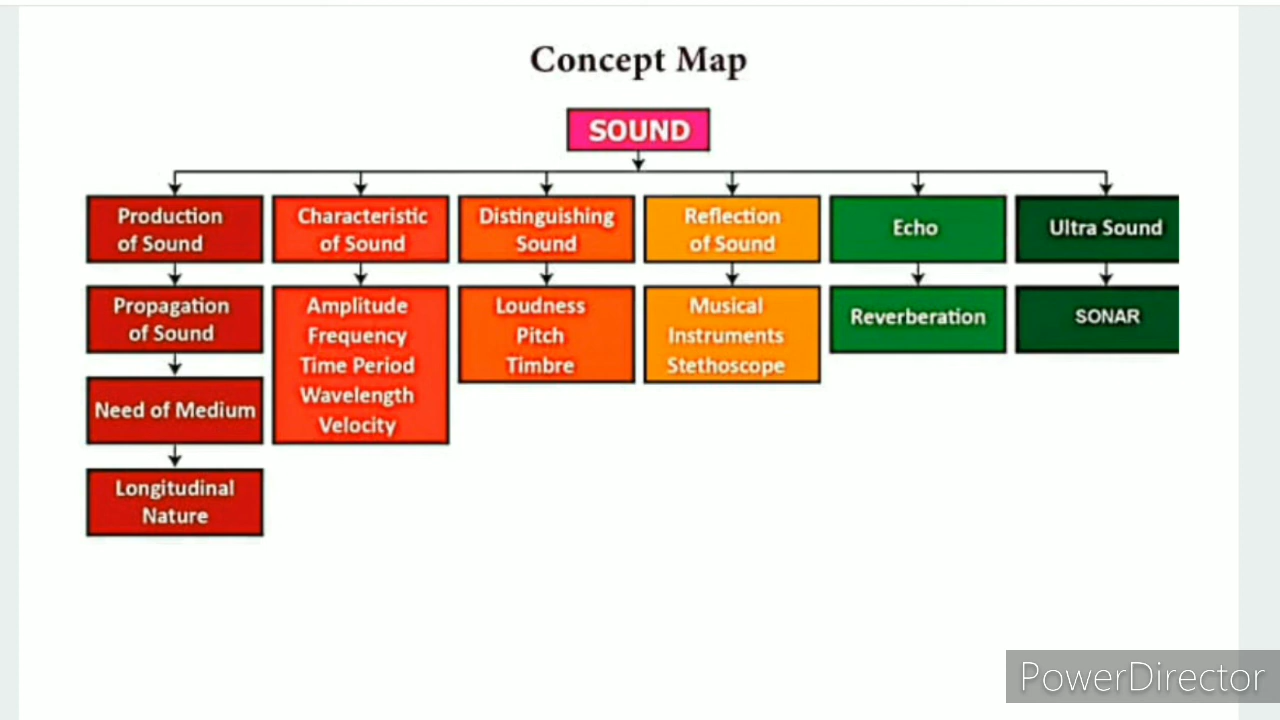 Concept Map
SOUND
Production
of Sound
Propagation
of Sound
Need of Medium
Longitudinal
Nature
Characteristic
of Sound
Amplitude
Frequency
Time Period
Wavelength
Velocity
Distinguishing
Sound
Loudness
Pitch
Timbre
Reflection
of Sound
Musical
Instruments
Stethoscope
Echo
Reverberation
Ultra Sound
SONAR
PowerDirector